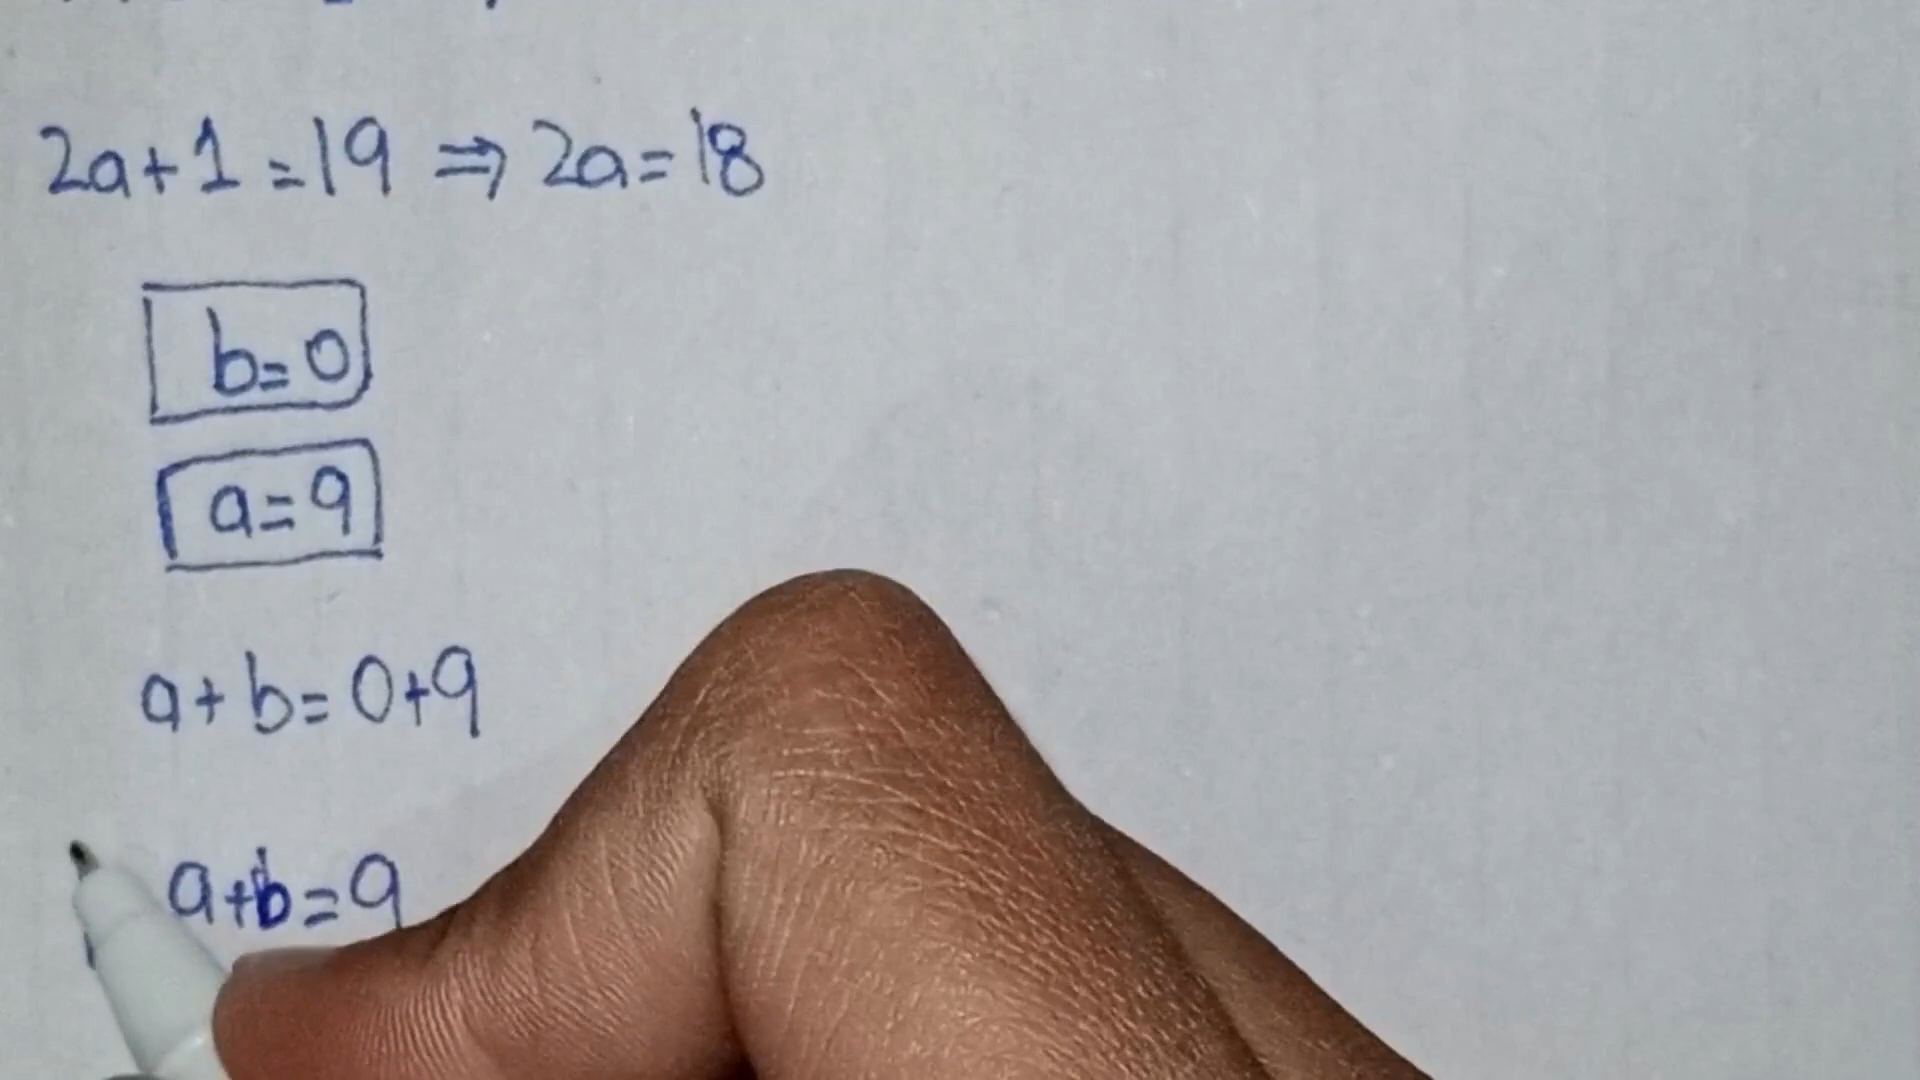 2a+1=19 ⇒ 2a=18
b=0
a=9
a+b=0+9
a+b=9